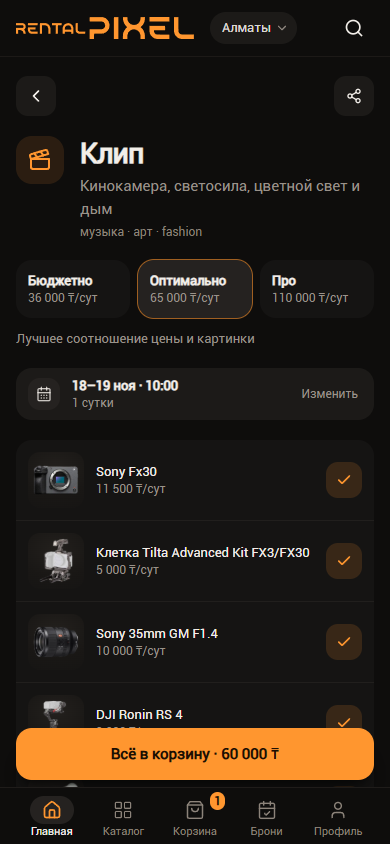 RENTAL PIXEL
Алматы
Клип
Кинокамера, светосила, цветной свет и
дым
музыка · арт · fashion
Бюджетно
36 000 ₸/сут
Оптимально
65 000 ₸/сут
Про
110 000 ₸/сут
Лучшее соотношение цены и картинки
18–19 ноя · 10:00
1 сутки
Изменить
Sony Fx30
11 500 ₸/сут
Клетка Tilta Advanced Kit FX3/FX30
5 000 ₸/сут
Sony 35mm GM F1.4
10 000 ₸/сут
DJI Ronin RS 4
Всё в корзину · 60 000 ₸
1
Главная
Каталог
Корзина
Брони
Профиль